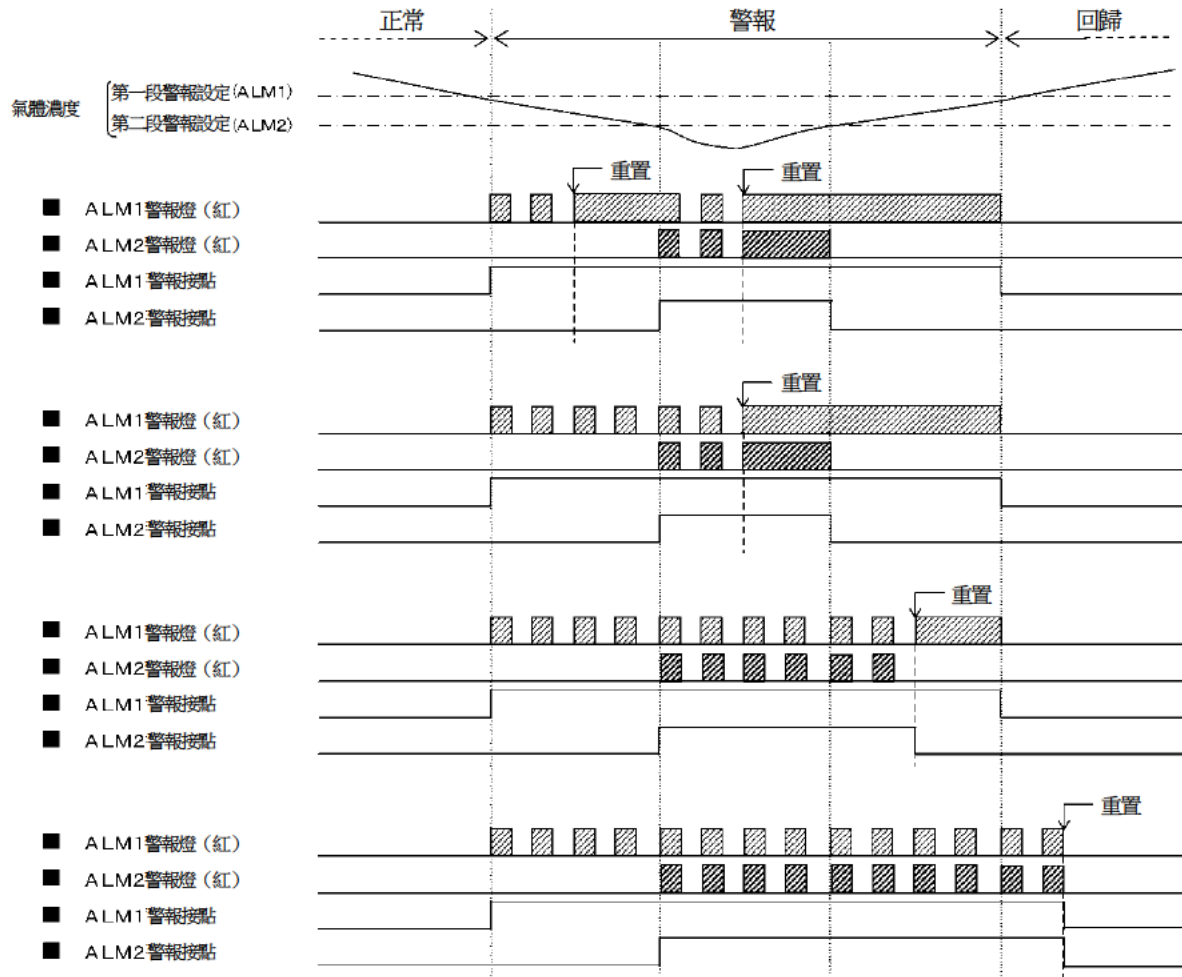 正常
警報
回歸
氣體濃度
第一段警報設定(ALM1)
第二段警報設定(ALM2)
重置
重置
■ ALM1警報燈（紅）
■ ALM2警報燈（紅）
■ ALM1警報接點
■ ALM2警報接點
重置
■ ALM1警報燈（紅）
■ ALM2警報燈（紅）
■ ALM1警報接點
■ ALM2警報接點
重置
■ ALM1警報燈（紅）
■ ALM2警報燈（紅）
■ ALM1警報接點
■ ALM2警報接點
重置
■ ALM1警報燈（紅）
■ ALM2警報燈（紅）
■ ALM1警報接點
■ ALM2警報接點